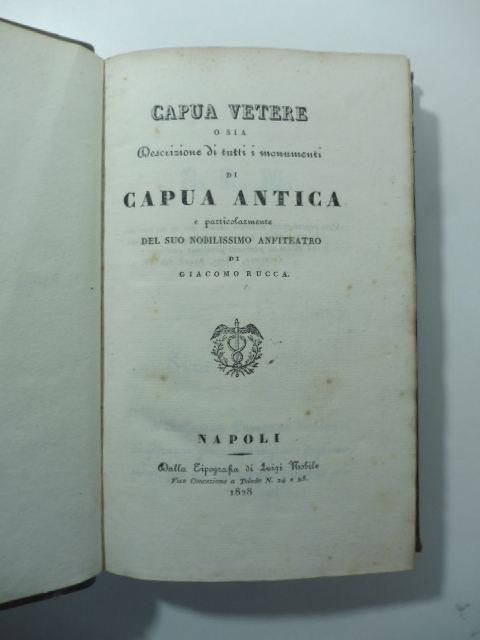 CAPUA VETERE
O SIA
Descrizione di tutti i monumenti
DI
CAPUA ANTICA
e particolarmente
DEL SUO NOBILISSIMO ANFITEATRO
DI
GIACOMO RUCCA.
NAPOLI
Dalla Tipografia di Luigi Nobile
Vico Concezione a Toledo N. 24 e 25.
1828